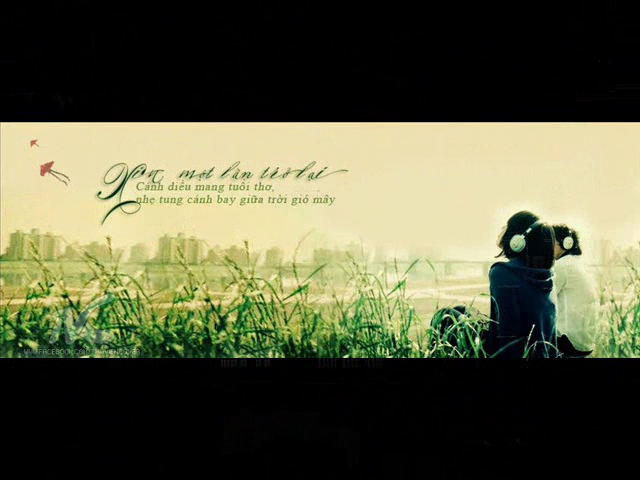 Xin một lần trở lại
Cánh diều mang tuổi thơ,
nhẹ tung cánh bay giữa trời gió mây